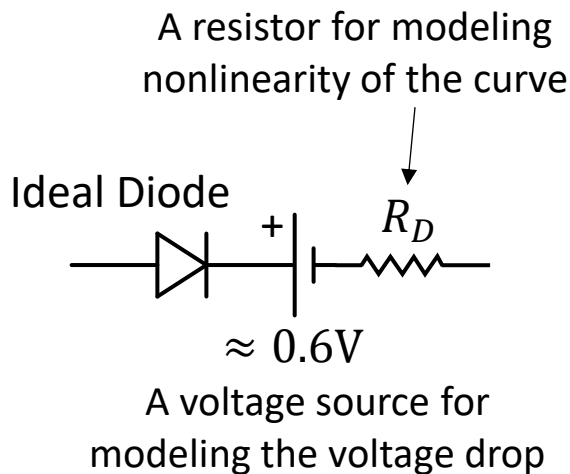 A resistor for modeling
nonlinearity of the curve
Ideal Diode
+
R_D
≈ 0.6V
A voltage source for
modeling the voltage drop